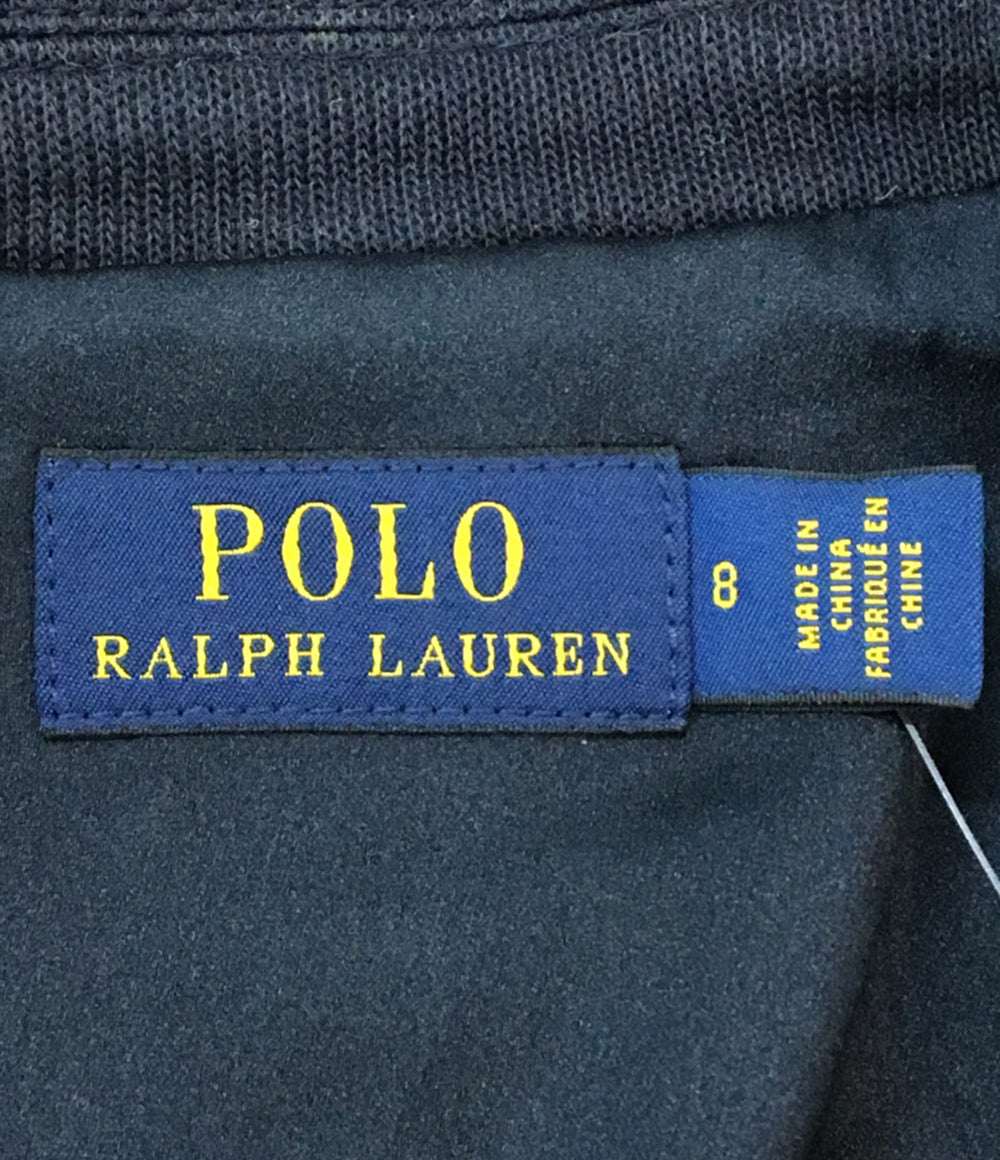 POLO
RALPH LAUREN
8
MADE IN
CHINA
FABRIQUÉ EN
CHINE